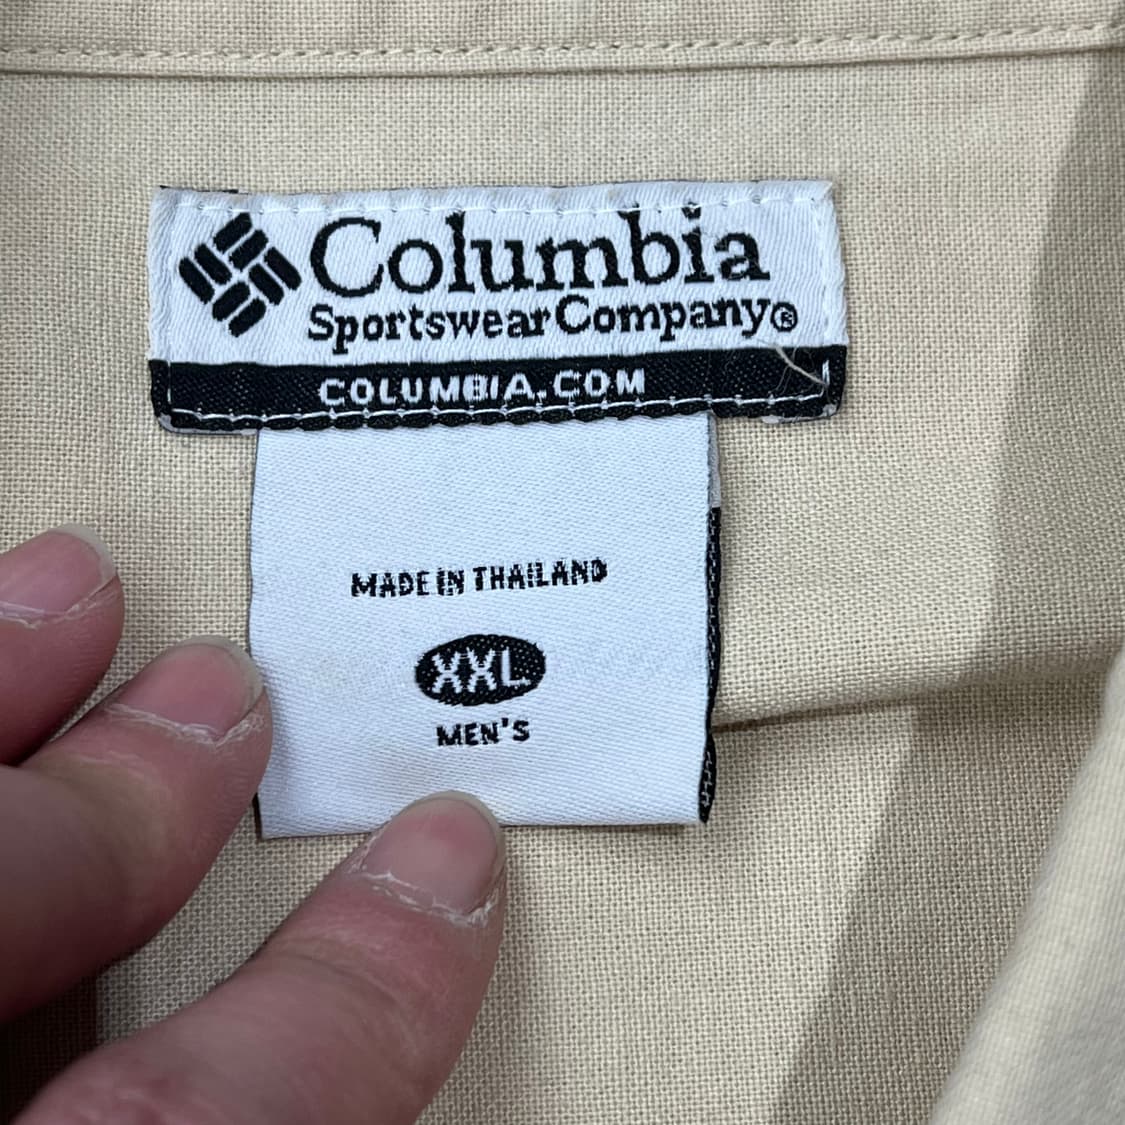 Columbia
Sportswear Company®
COLUMBIA.COM
MADE IN THAILAND
XXL
MEN'S